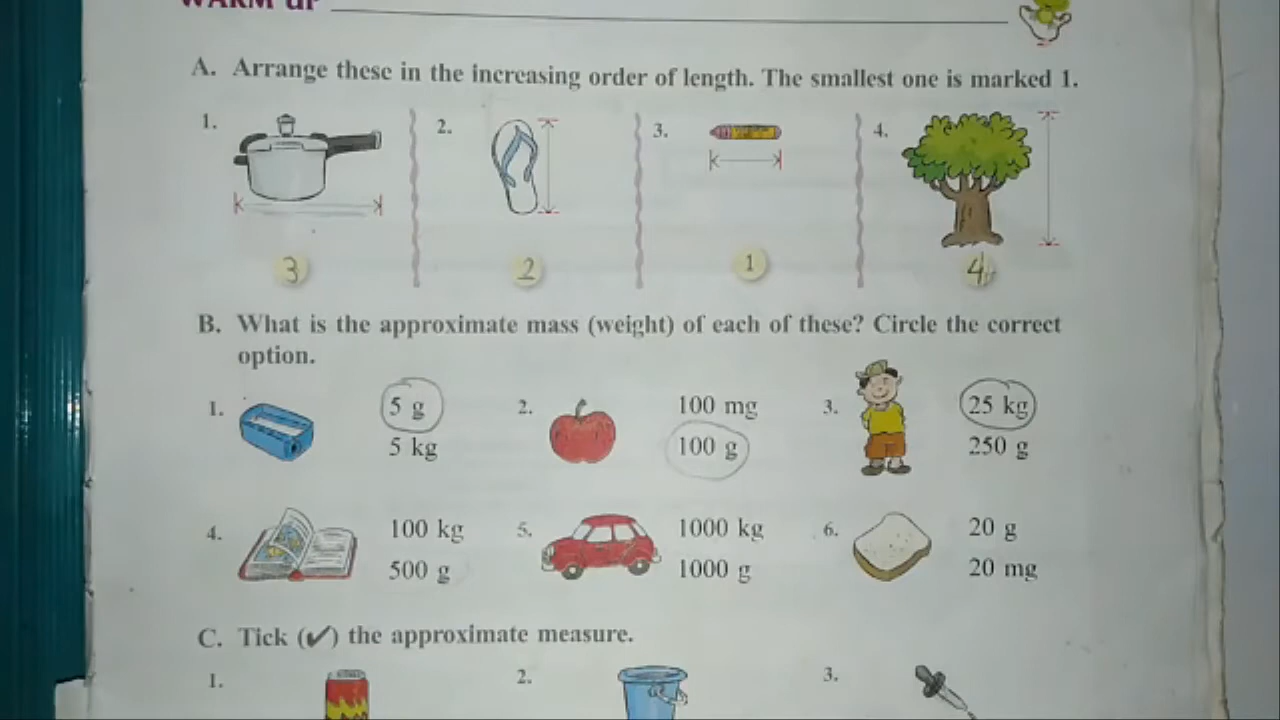 WARM UP
A. Arrange these in the increasing order of length. The smallest one is marked 1.
1. 2. 3. 4.
3 2 1 4
B. What is the approximate mass (weight) of each of these? Circle the correct
option.
1. 5 g 2. 100 mg 3. 25 kg
5 kg 100 g 250 g
4. 100 kg 5. 1000 kg 6. 20 g
500 g 1000 g 20 mg
C. Tick (✔) the approximate measure.
1. 2. 3.